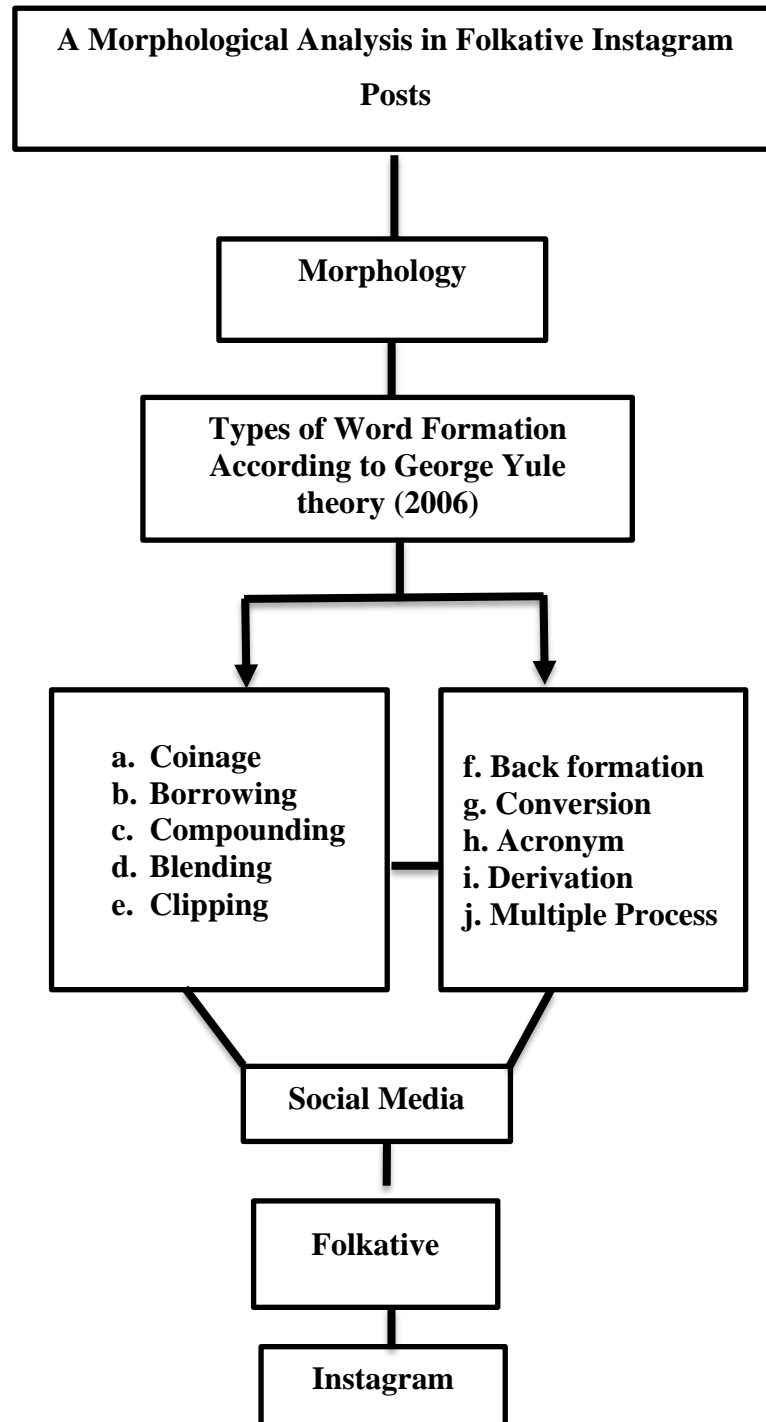 A Morphological Analysis in Folkative Instagram
Posts
Morphology
Types of Word Formation
According to George Yule
theory (2006)
a. Coinage
b. Borrowing
c. Compounding
d. Blending
e. Clipping
f. Back formation
g. Conversion
h. Acronym
i. Derivation
j. Multiple Process
Social Media
Folkative
Instagram